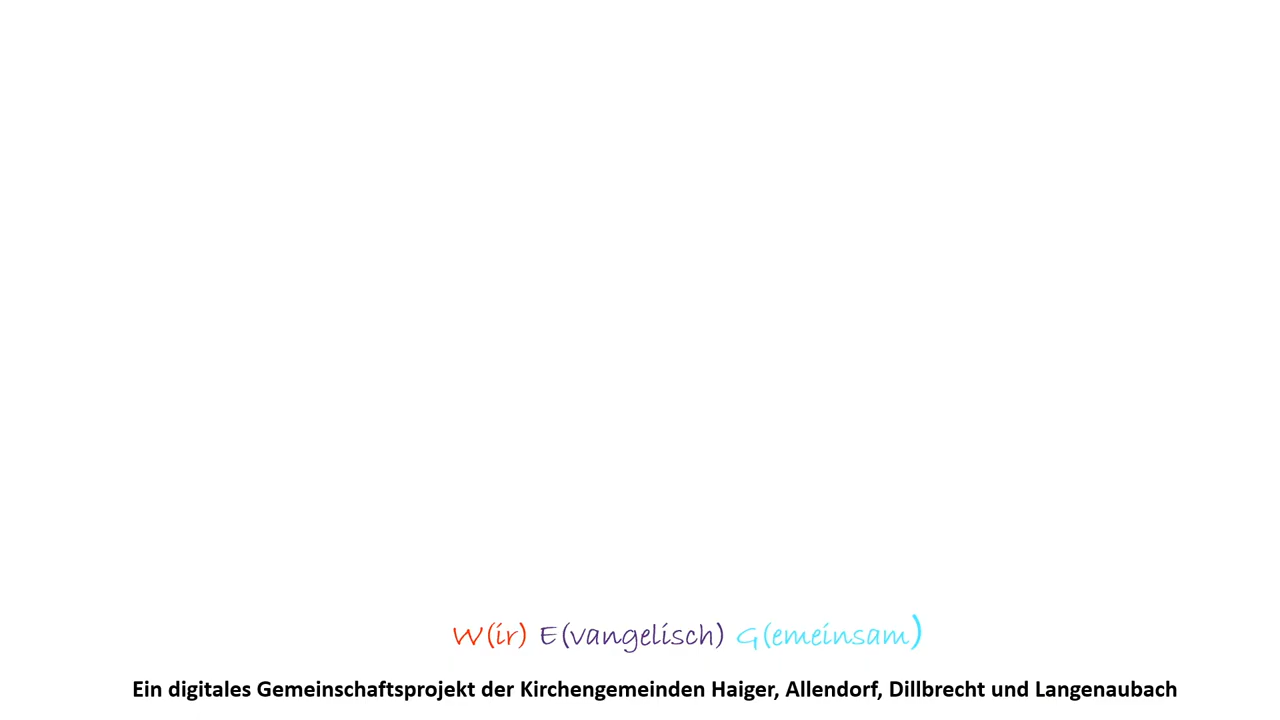 W(ir) E(vangelisch) G(emeinsam)
Ein digitales Gemeinschaftsprojekt der Kirchengemeinden Haiger, Allendorf, Dillbrecht und Langenaubach